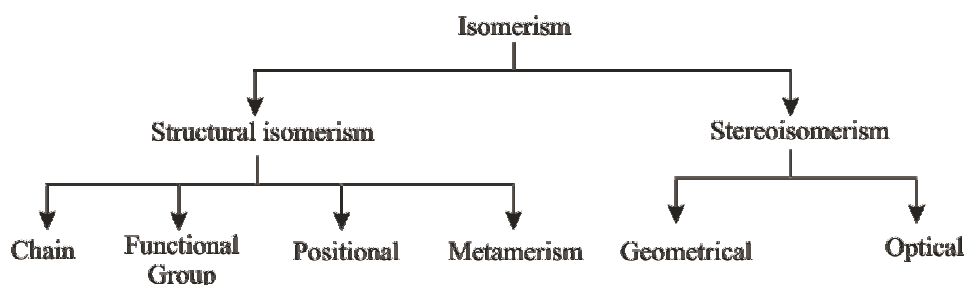 Isomerism
Structural isomerism
Stereoisomerism
Chain
Functional
Group
Positional
Metamerism
Geometrical
Optical